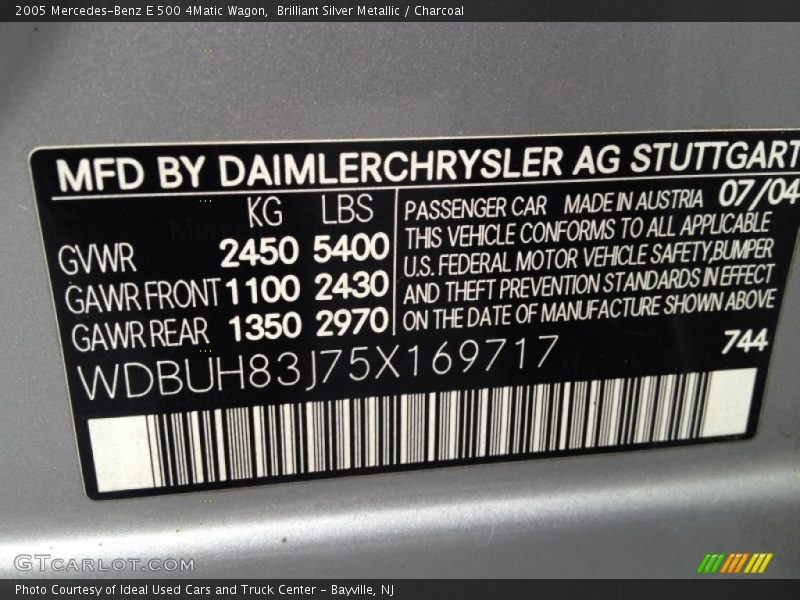 2005 Mercedes-Benz E 500 4Matic Wagon, Brilliant Silver Metallic / Charcoal
MFD BY DAIMLERCHRYSLER AG STUTTGART
KG LBS
GVWR 2450 5400
GAWR FRONT 1100 2430
GAWR REAR 1350 2970
PASSENGER CAR MADE IN AUSTRIA 07/04
THIS VEHICLE CONFORMS TO ALL APPLICABLE
U.S. FEDERAL MOTOR VEHICLE SAFETY,BUMPER
AND THEFT PREVENTION STANDARDS IN EFFECT
ON THE DATE OF MANUFACTURE SHOWN ABOVE
WDBUH83J75X169717
744
GTCARLOT.COM
Photo Courtesy of Ideal Used Cars and Truck Center - Bayville, NJ